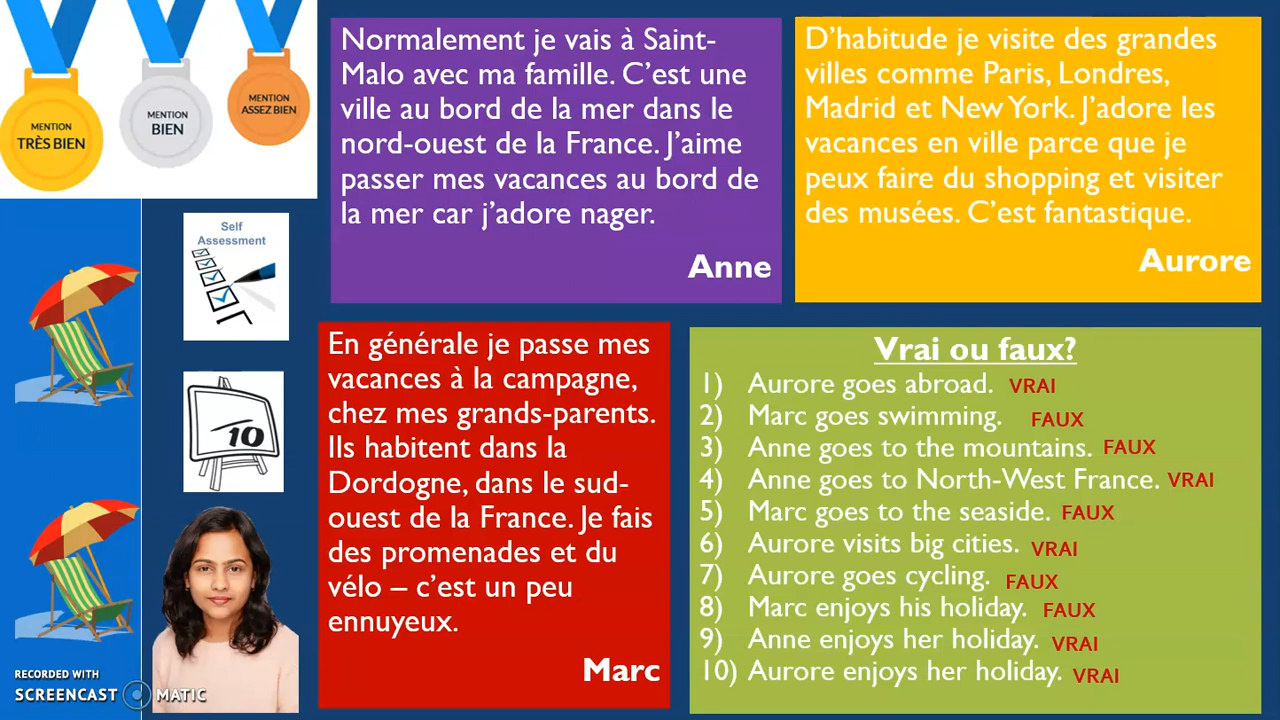 MENTION
TRÈS BIEN
MENTION
BIEN
MENTION
ASSEZ BIEN
Self
Assessment
10
RECORDED WITH
SCREENCAST MATIC
Normalement je vais à Saint-
Malo avec ma famille. C’est une
ville au bord de la mer dans le
nord-ouest de la France. J’aime
passer mes vacances au bord de
la mer car j’adore nager.
Anne
D’habitude je visite des grandes
villes comme Paris, Londres,
Madrid et New York. J’adore les
vacances en ville parce que je
peux faire du shopping et visiter
des musées. C’est fantastique.
Aurore
En générale je passe mes
vacances à la campagne,
chez mes grands-parents.
Ils habitent dans la
Dordogne, dans le sud-
ouest de la France. Je fais
des promenades et du
vélo – c’est un peu
ennuyeux.
Marc
Vrai ou faux?
1) Aurore goes abroad. VRAI
2) Marc goes swimming. FAUX
3) Anne goes to the mountains. FAUX
4) Anne goes to North-West France. VRAI
5) Marc goes to the seaside. FAUX
6) Aurore visits big cities. VRAI
7) Aurore goes cycling. FAUX
8) Marc enjoys his holiday. FAUX
9) Anne enjoys her holiday. VRAI
10) Aurore enjoys her holiday. VRAI